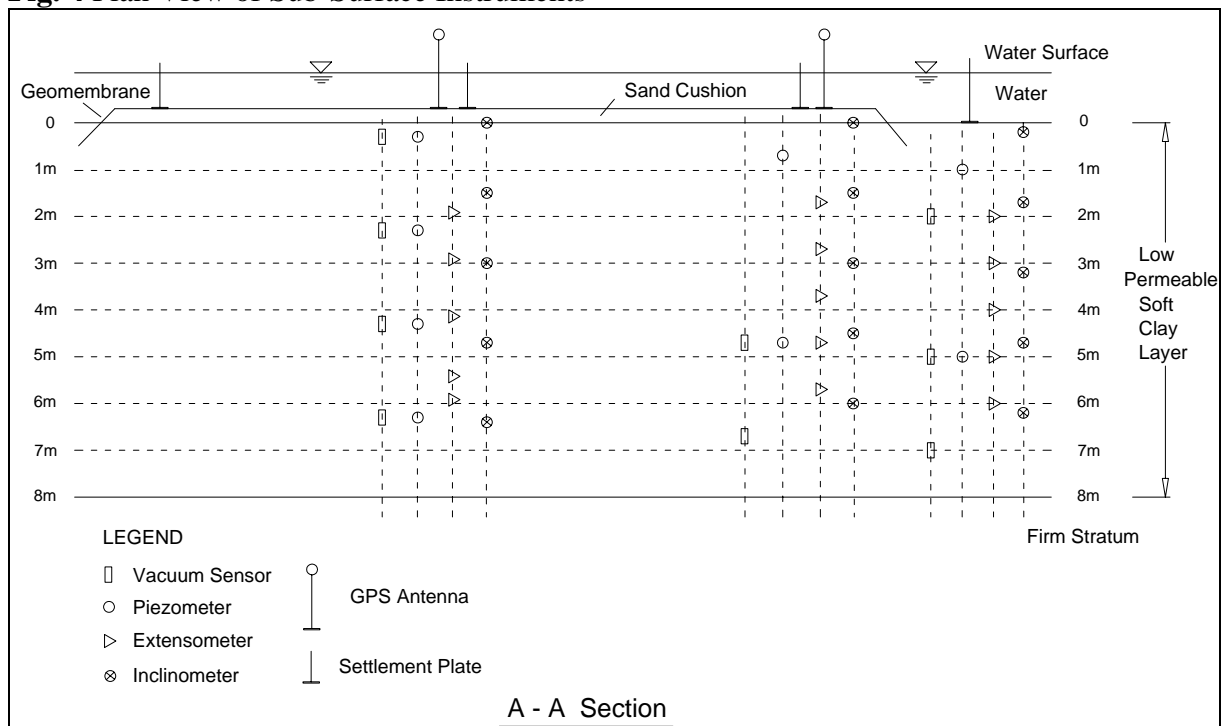 Fig. 4 Plan View of Sub-Surface Instruments
Water Surface
Geomembrane
Sand Cushion
Water
0
0
1m
1m
2m
2m
3m
3m
4m
4m
5m
5m
6m
6m
7m
7m
8m
8m
Low
Permeable
Soft
Clay
Layer
Firm Stratum
LEGEND
Vacuum Sensor
Piezometer
Extensometer
Inclinometer
GPS Antenna
Settlement Plate
A - A Section